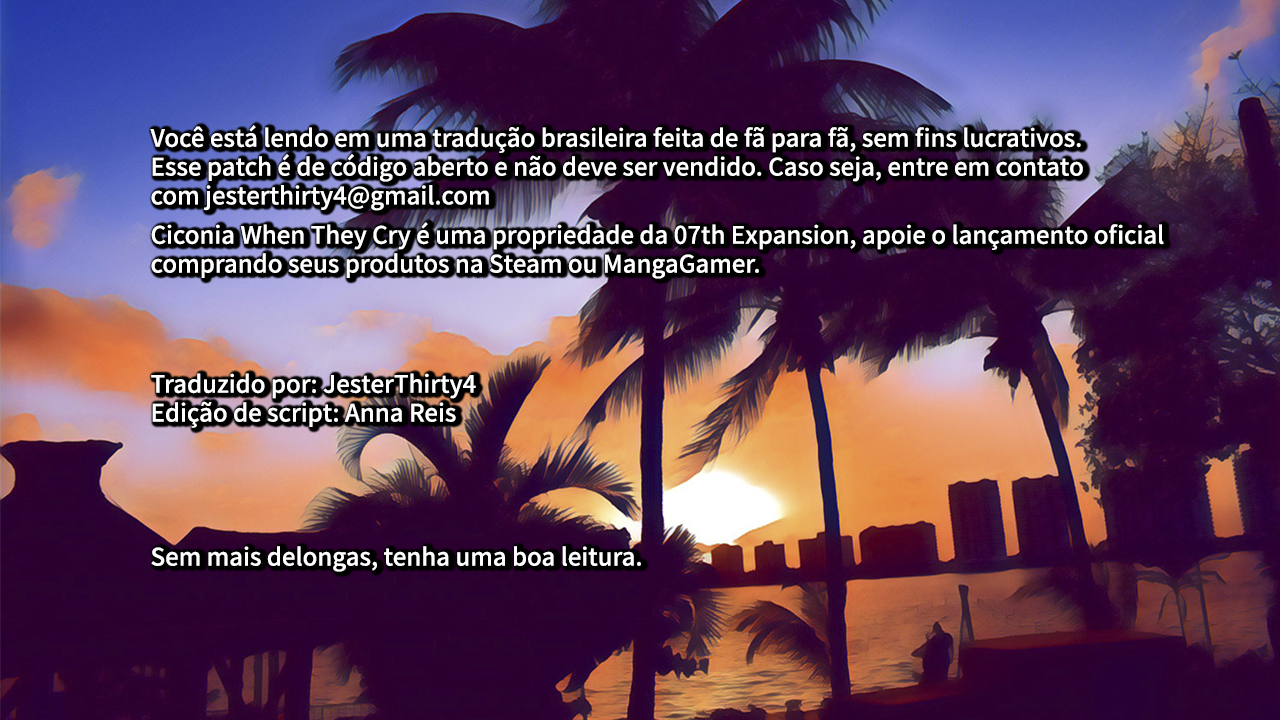 Você está lendo em uma tradução brasileira feita de fã para fã, sem fins lucrativos.
Esse patch é de código aberto e não deve ser vendido. Caso seja, entre em contato
com jesterthirty4@gmail.com
Ciconia When They Cry é uma propriedade da 07th Expansion, apoie o lançamento oficial
comprando seus produtos na Steam ou MangaGamer.
Traduzido por: JesterThirty4
Edição de script: Anna Reis
Sem mais delongas, tenha uma boa leitura.